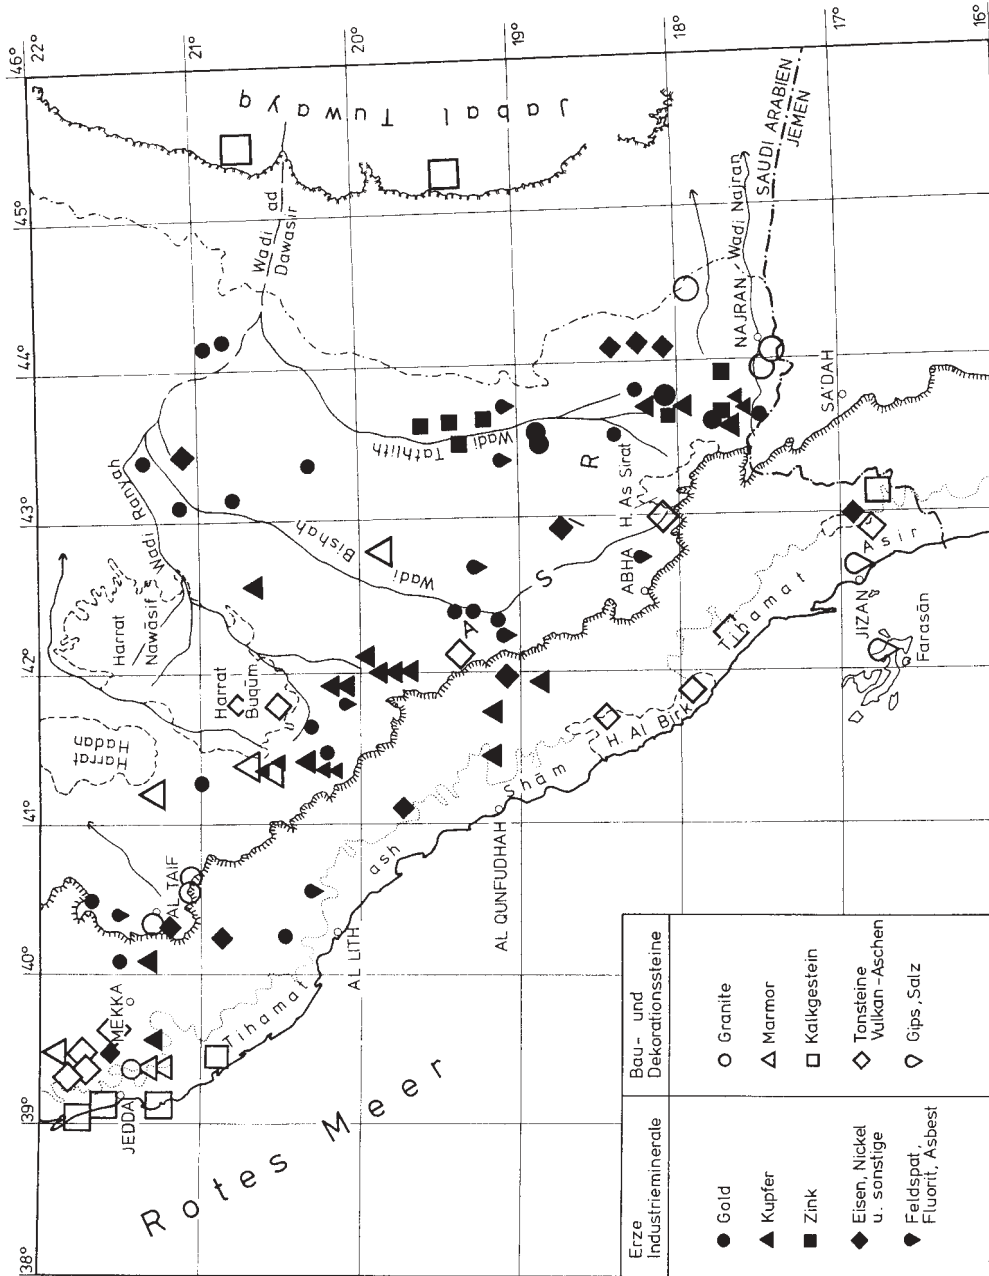 46°
22°
21°
20°
19°
18°
17°
16°
45°
44°
43°
42°
41°
40°
39°
38°
Jabal Tuwayq
Wadi ad
Dawasir
SAUDI ARABIEN
JEMEN
Wadi Najran
NAJRAN
SA'DAH
Wadi Ranyah
Wadi Bishah
Wadi
Tathlith
Harrat
Nawāsif
Harrat
Buqūm
Harrat
Hadan
H. As Sirat
ABHA
A S I R
Tihamat Asir
JĪZAN
Farasān
H. Al Birk
Tihamat ash Shām
AL QUNFUDHAH
AL LITH
AL TAIF
MEKKA
JEDDA
Rotes Meer
Erze
Industrieminerale
Gold
Kupfer
Zink
Eisen, Nickel
u. sonstige
Feldspat,
Fluorit, Asbest
Bau- und
Dekorationssteine
Granite
Marmor
Kalkgestein
Tonsteine
Vulkan-Aschen
Gips, Salz